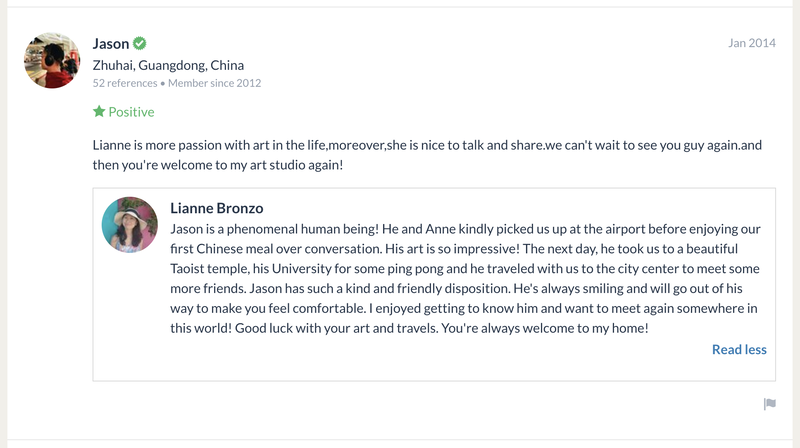 Jason
Jan 2014
Zhuhai, Guangdong, China
52 references • Member since 2012
Positive
Lianne is more passion with art in the life,moreover,she is nice to talk and share.we can't wait to see you guy again.and
then you're welcome to my art studio again!
Lianne Bronzo
Jason is a phenomenal human being! He and Anne kindly picked us up at the airport before enjoying our
first Chinese meal over conversation. His art is so impressive! The next day, he took us to a beautiful
Taoist temple, his University for some ping pong and he traveled with us to the city center to meet some
more friends. Jason has such a kind and friendly disposition. He's always smiling and will go out of his
way to make you feel comfortable. I enjoyed getting to know him and want to meet again somewhere in
this world! Good luck with your art and travels. You're always welcome to my home!
Read less